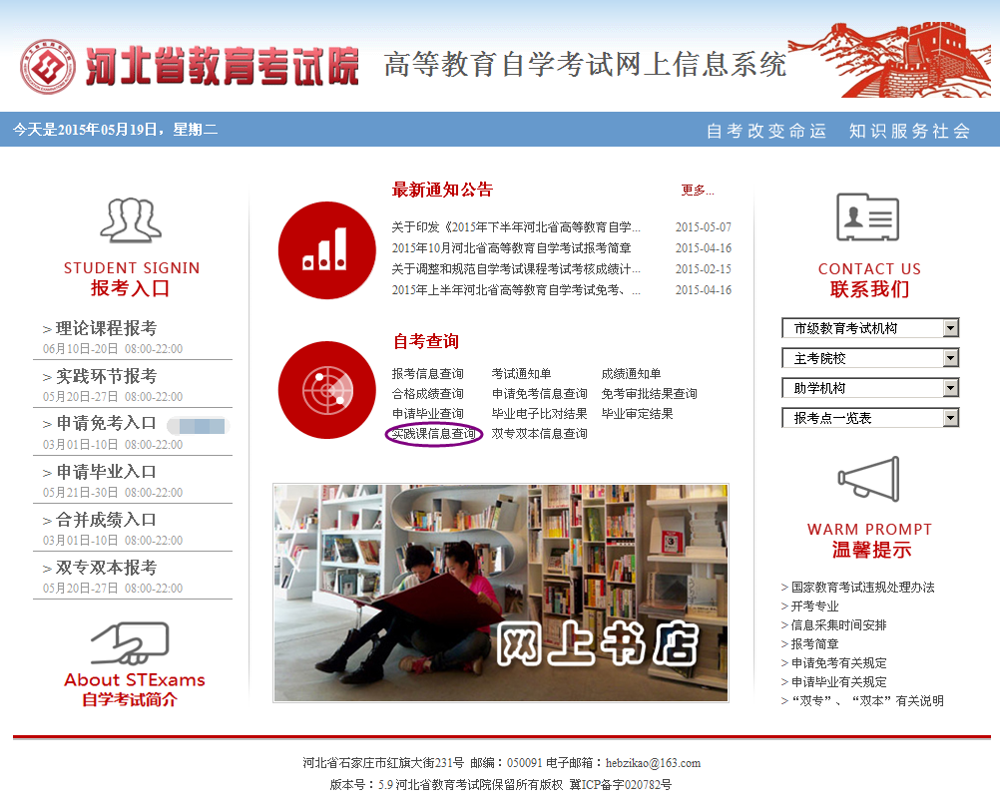 河北省教育考试院
高等教育自学考试网上信息系统
今天是2015年05月19日，星期二
自考改变命运 知识服务社会
STUDENT SIGNIN
报考入口
> 理论课程报考
06月10日-20日 08:00-22:00
> 实践环节报考
05月20日-27日 08:00-22:00
> 申请免考入口
03月01日-10日 08:00-22:00
> 申请毕业入口
05月21日-30日 08:00-22:00
> 合并成绩入口
03月01日-10日 08:00-22:00
> 双专双本报考
05月20日-27日 08:00-22:00
About STExams
自学考试简介
最新通知公告 更多...
关于印发《2015年下半年河北省高等教育自学... 2015-05-07
2015年10月河北省高等教育自学考试报考简章 2015-04-16
关于调整和规范自学考试课程考试考核成绩计... 2015-02-15
2015年上半年河北省高等教育自学考试免考、... 2015-04-16
自考查询
报考信息查询 考试通知单 成绩通知单
合格成绩查询 申请免考信息查询 免考审批结果查询
申请毕业查询 毕业电子比对结果 毕业审定结果
实践课信息查询 双专双本信息查询
网上书店
CONTACT US
联系我们
市级教育考试机构
主考院校
助学机构
报考点一览表
WARM PROMPT
温馨提示
> 国家教育考试违规处理办法
> 开考专业
> 信息采集时间安排
> 报考简章
> 申请免考有关规定
> 申请毕业有关规定
> “双专”、“双本”有关说明
河北省石家庄市红旗大街231号 邮编：050091 电子邮箱：hebzikao@163.com
版本号：5.9 河北省教育考试院保留所有版权 冀ICP备字020782号